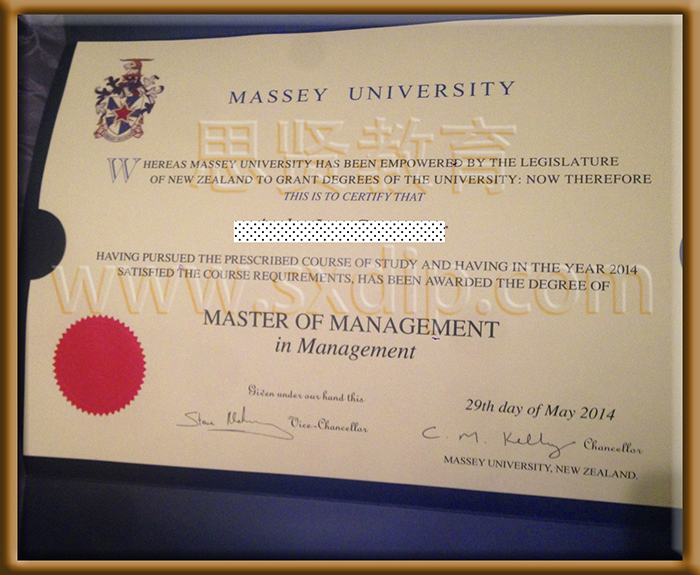 MASSEY UNIVERSITY
思贤教育
WHEREAS MASSEY UNIVERSITY HAS BEEN EMPOWERED BY THE LEGISLATURE
OF NEW ZEALAND TO GRANT DEGREES OF THE UNIVERSITY: NOW THEREFORE
THIS IS TO CERTIFY THAT
HAVING PURSUED THE PRESCRIBED COURSE OF STUDY AND HAVING IN THE YEAR 2014
SATISFIED THE COURSE REQUIREMENTS, HAS BEEN AWARDED THE DEGREE OF
www.sxdip.com
MASTER OF MANAGEMENT
in Management
Given under our hand this
29th day of May 2014
Steve Vice-Chancellor
C. M. Kelly Chancellor
MASSEY UNIVERSITY, NEW ZEALAND.